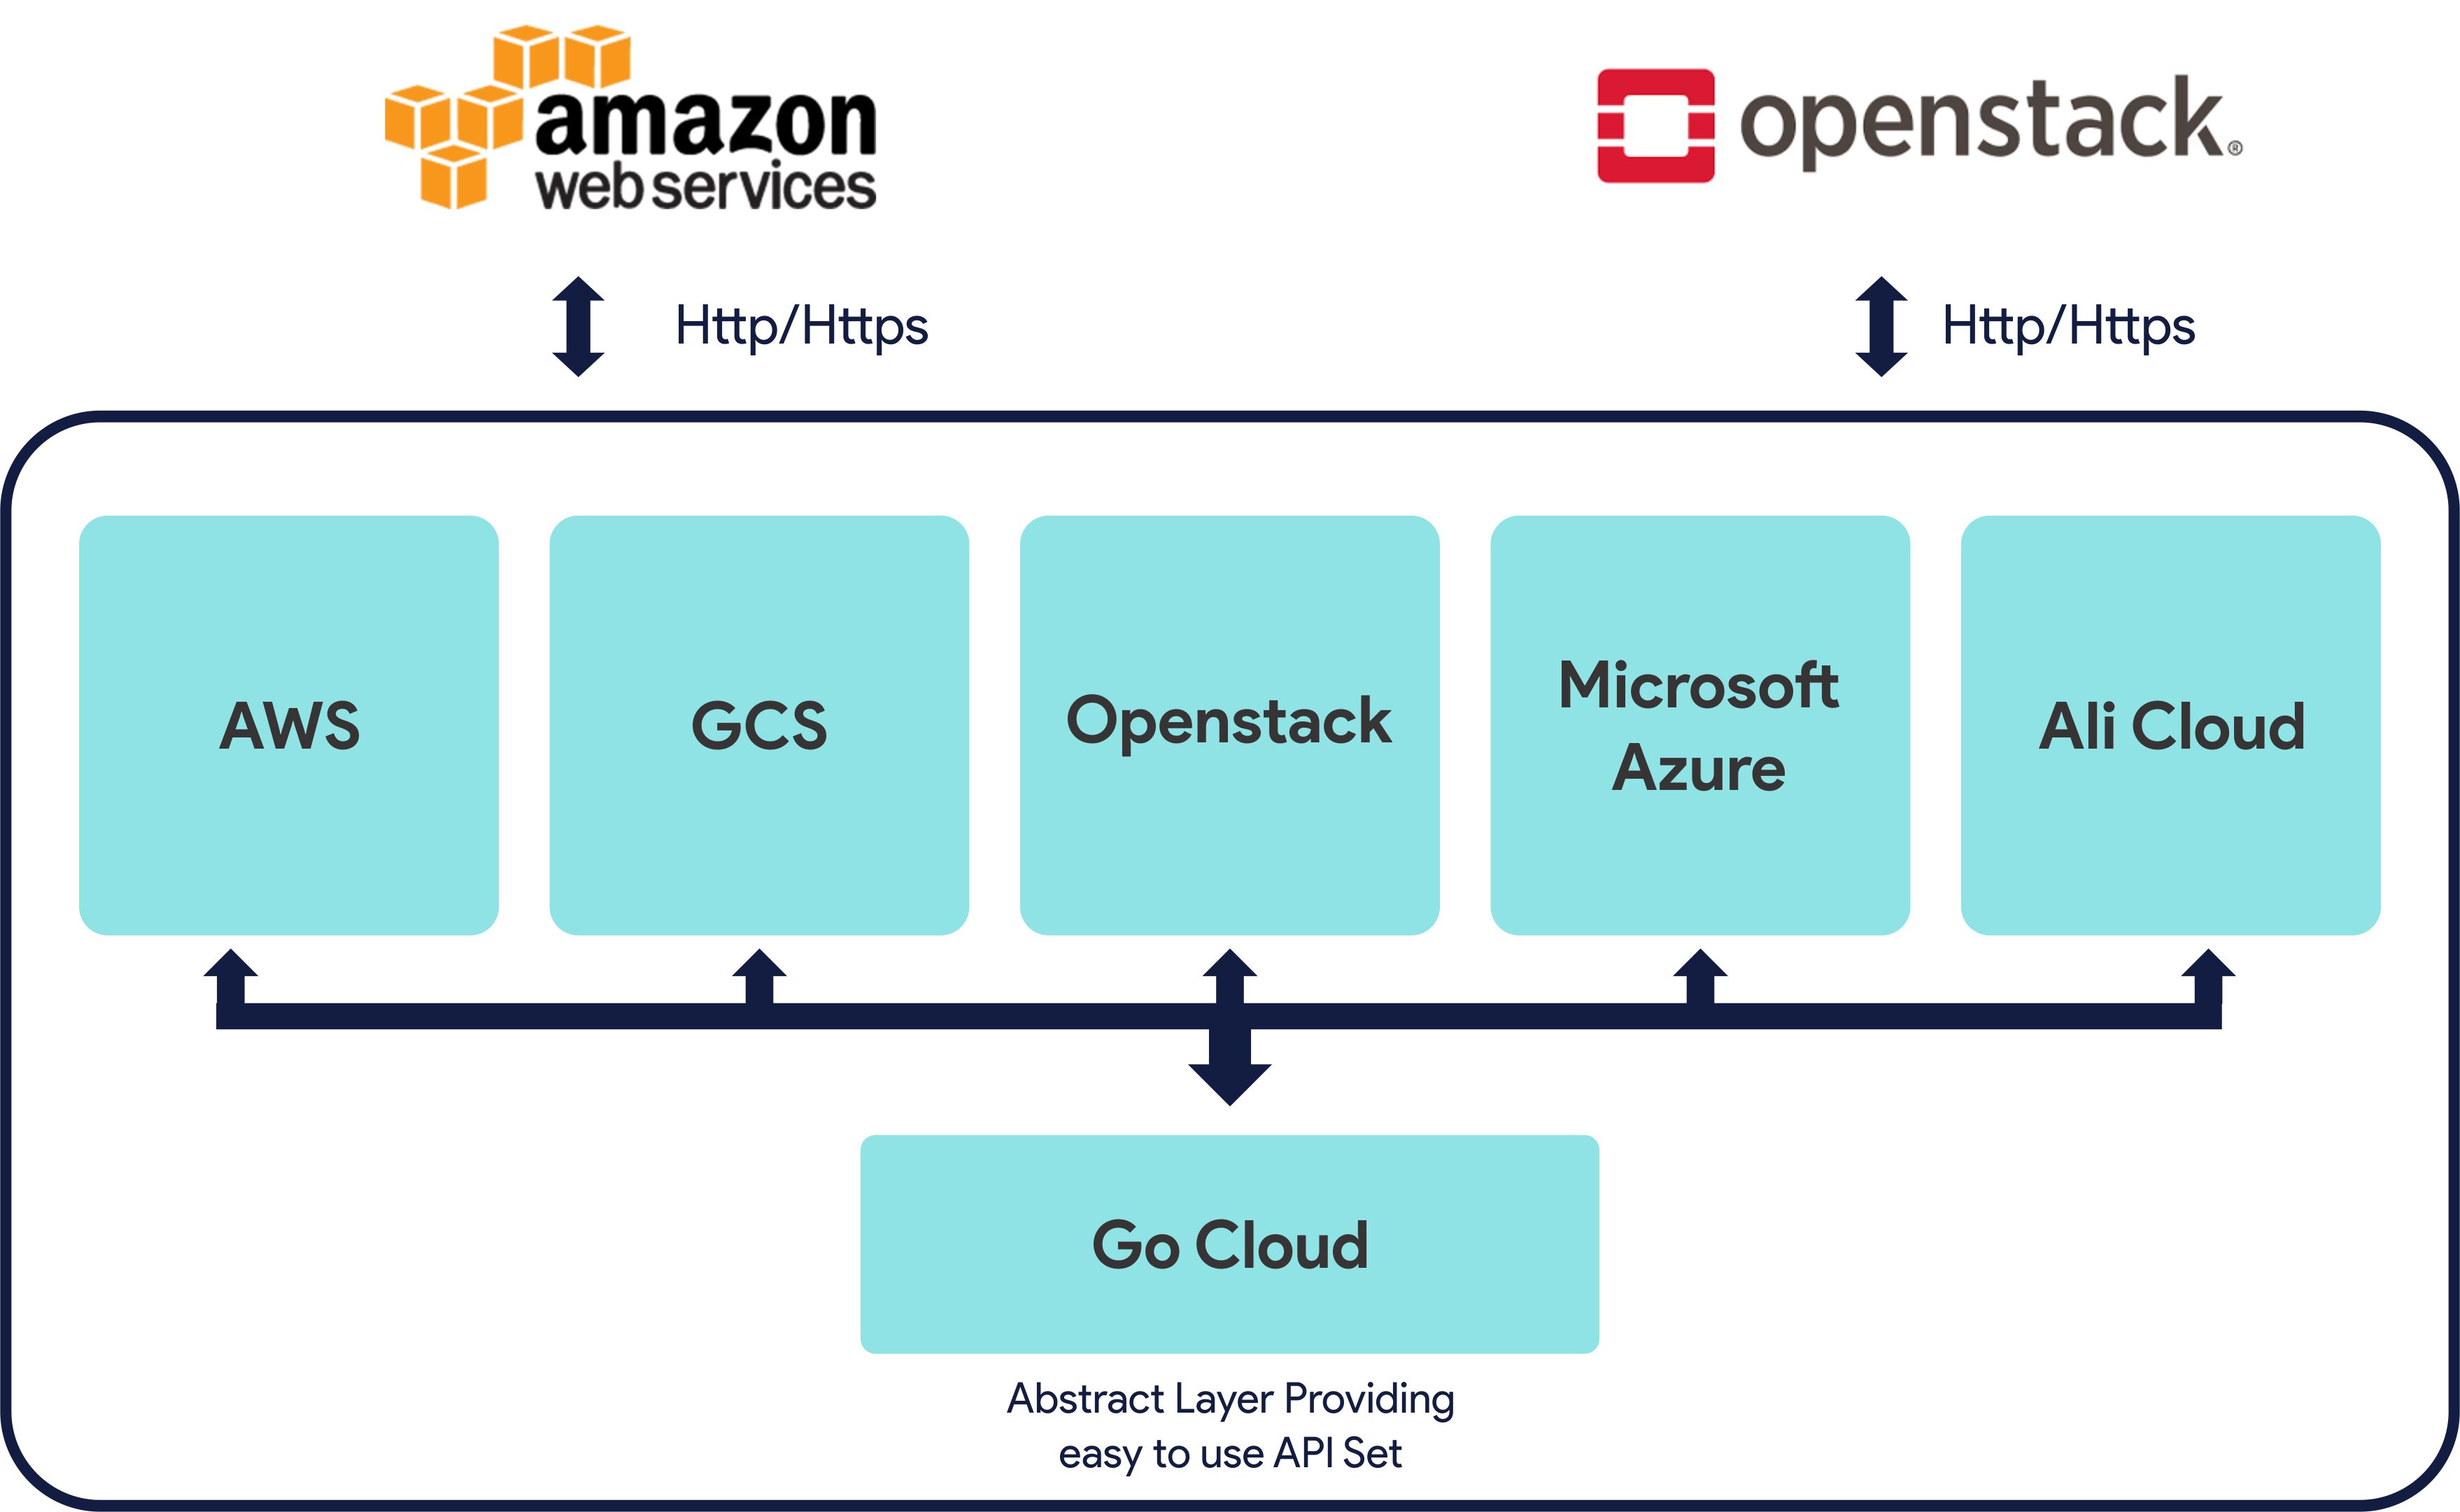 amazon
web services
openstack®
Http/Https
Http/Https
AWS
GCS
Openstack
Microsoft
Azure
Ali Cloud
Go Cloud
Abstract Layer Providing
easy to use API Set